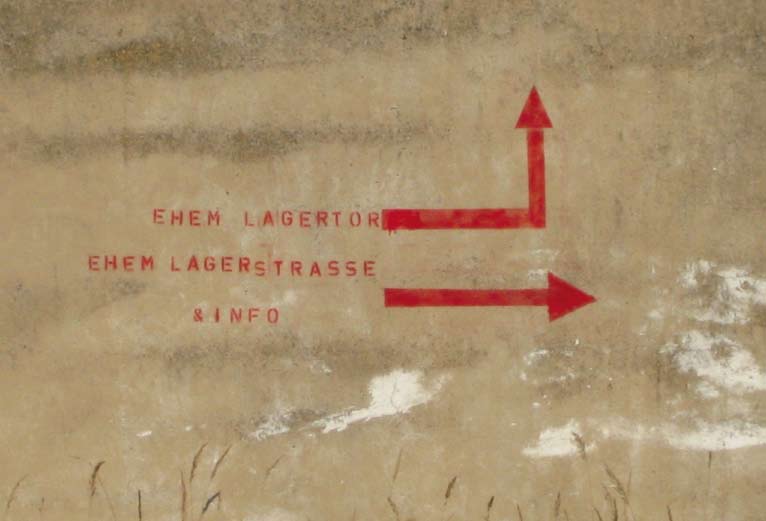 EHEM LAGERTOR
EHEM LAGERSTRASSE
& INFO